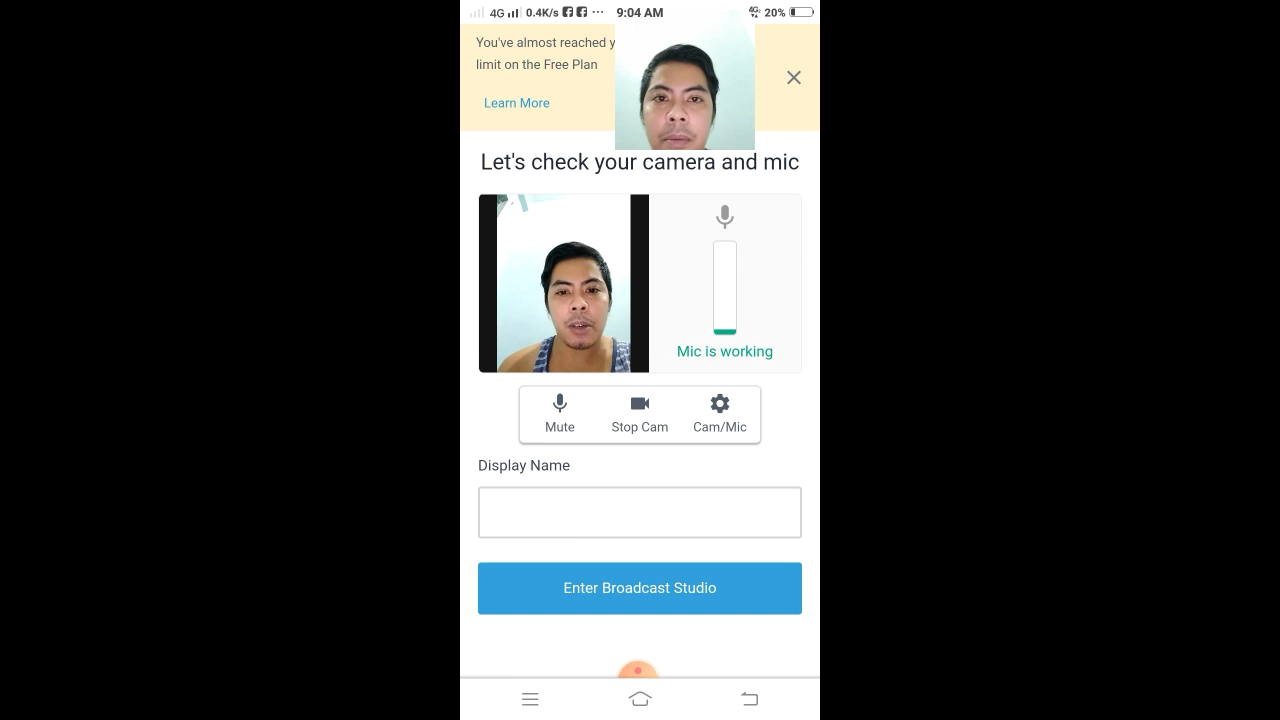 4G 0.4K/s ... 9:04 AM 4G 20%
You've almost reached y
limit on the Free Plan
Learn More
Let's check your camera and mic
Mic is working
Mute Stop Cam Cam/Mic
Display Name
Enter Broadcast Studio